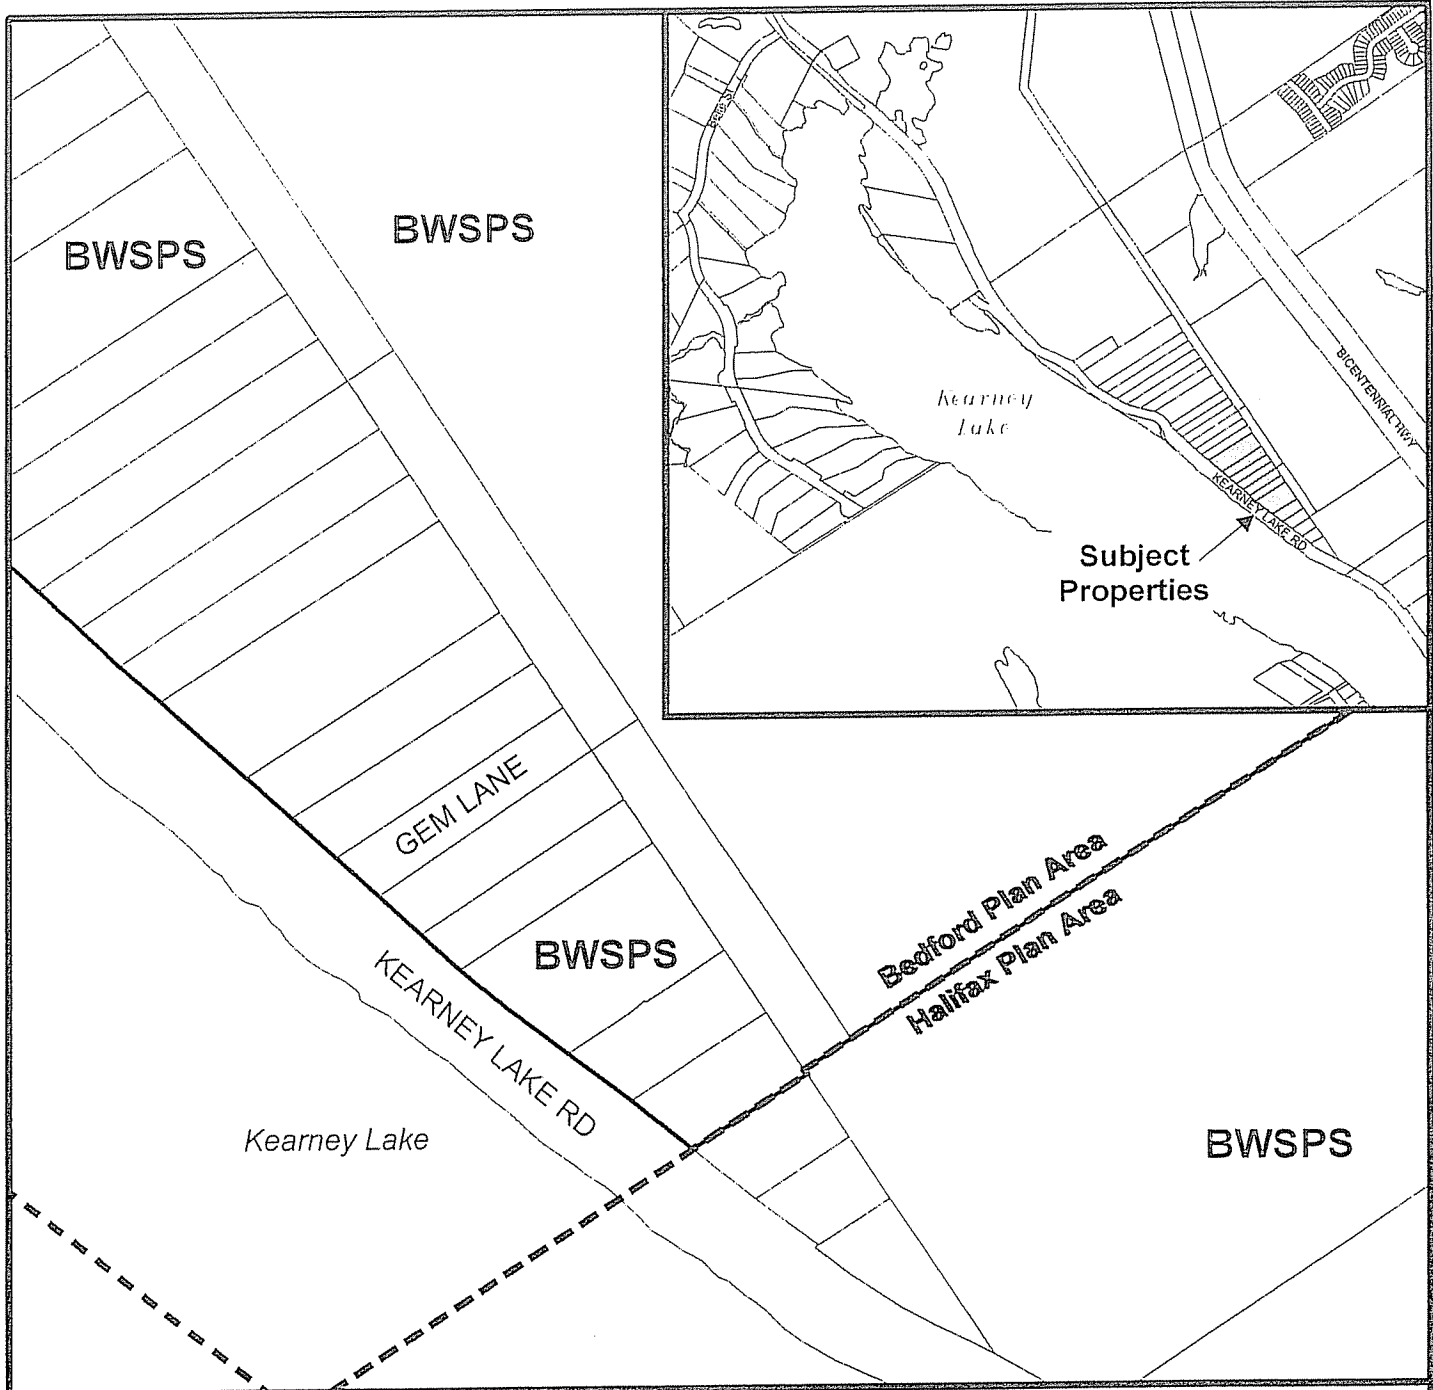 BWSPS
BWSPS
Kearney
Lake
BICENTENNIAL HWY
KEARNEY LAKE RD
Subject
Properties
GEM LANE
BWSPS
KEARNEY LAKE RD
Bedford Plan Area
Halifax Plan Area
Kearney Lake
BWSPS